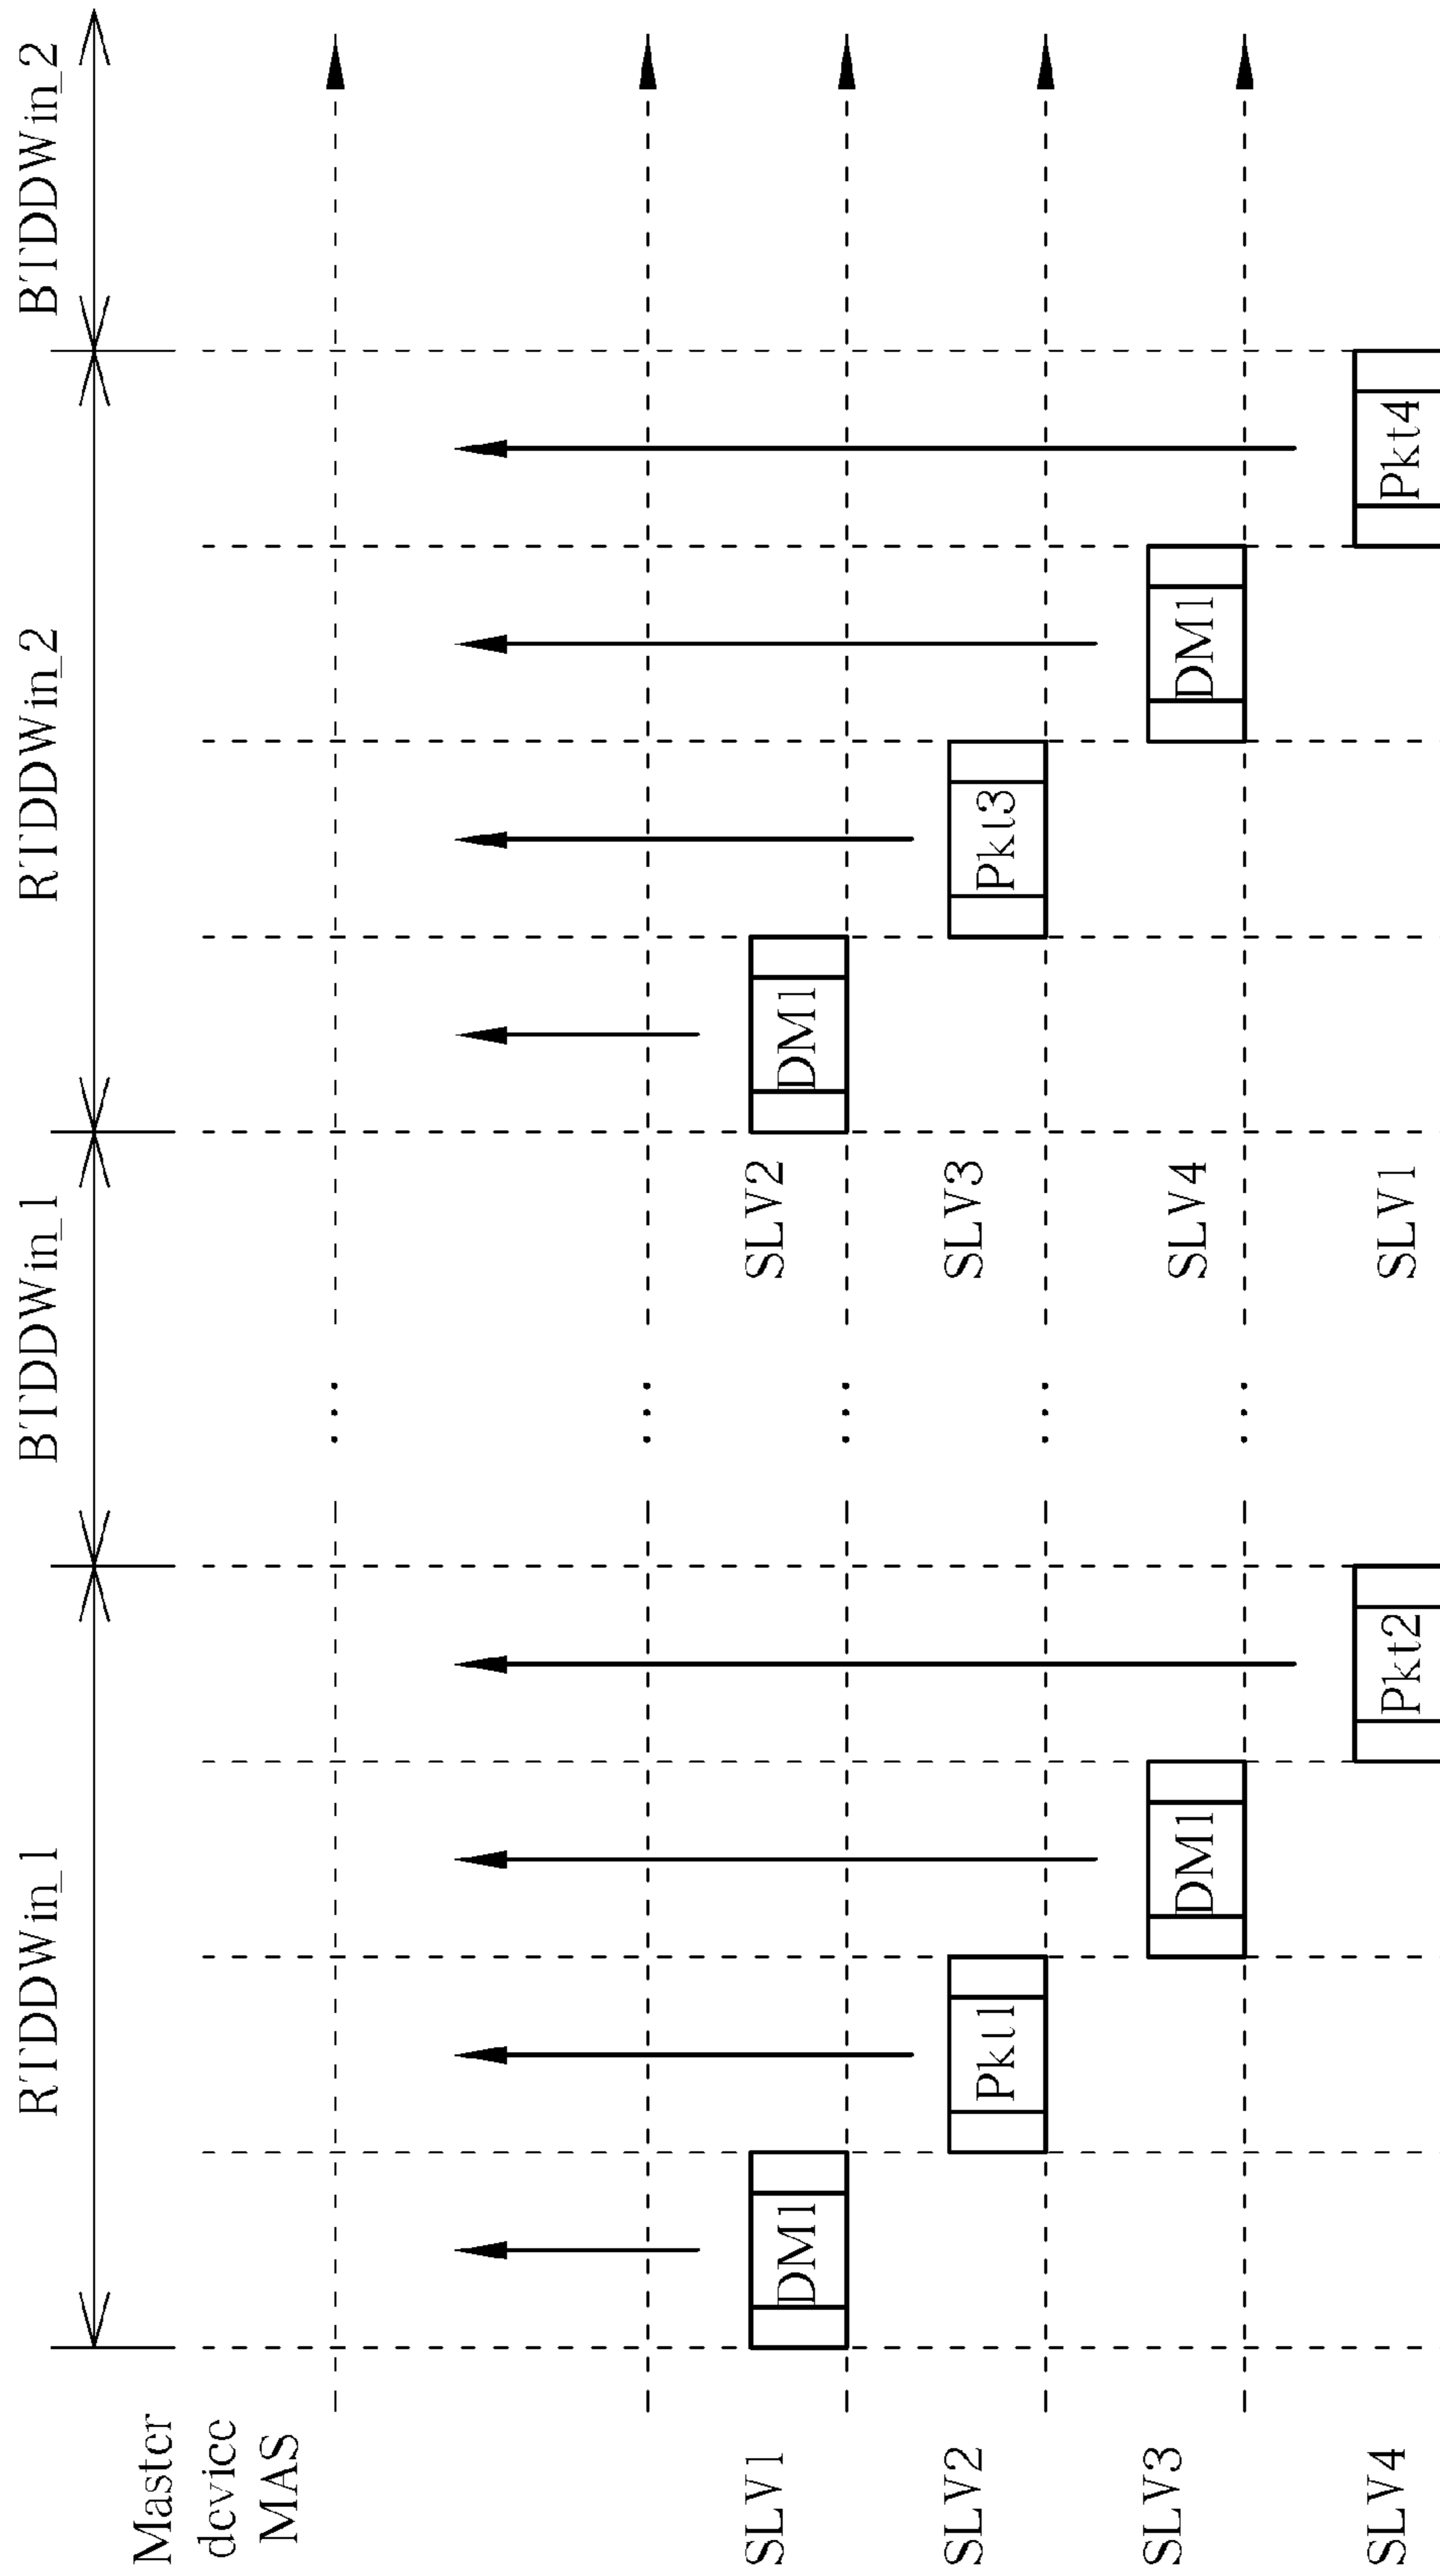 RTDDWin_1
BTDDWin_1
RTDDWin_2
BTDDWin_2
Master
device
MAS
SLV1
DM1
SLV2
DM1
SLV2
Pkt1
SLV3
Pkt3
SLV3
DM1
SLV4
DM1
SLV4
Pkt2
SLV1
Pkt4